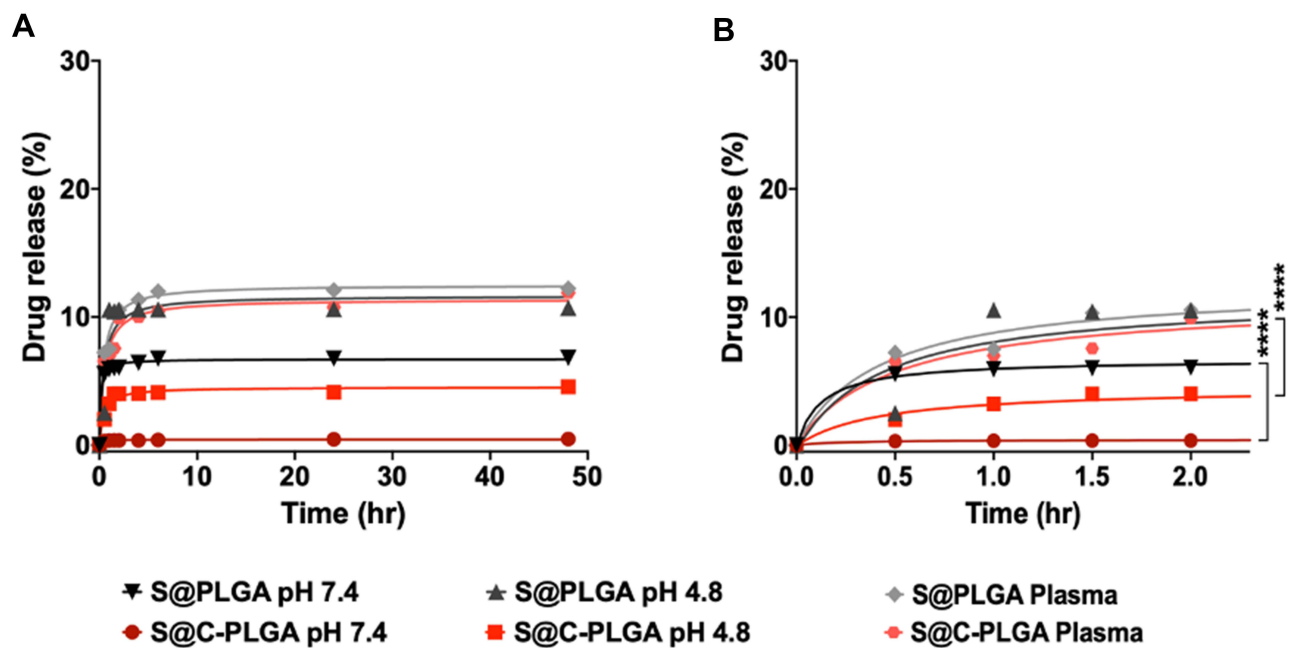 A
B
30
20
10
0
Drug release (%)
0 10 20 30 40 50
Time (hr)
30
20
10
0
Drug release (%)
0.0 0.5 1.0 1.5 2.0
Time (hr)
****
****
S@PLGA pH 7.4
S@PLGA pH 4.8
S@PLGA Plasma
S@C-PLGA pH 7.4
S@C-PLGA pH 4.8
S@C-PLGA Plasma